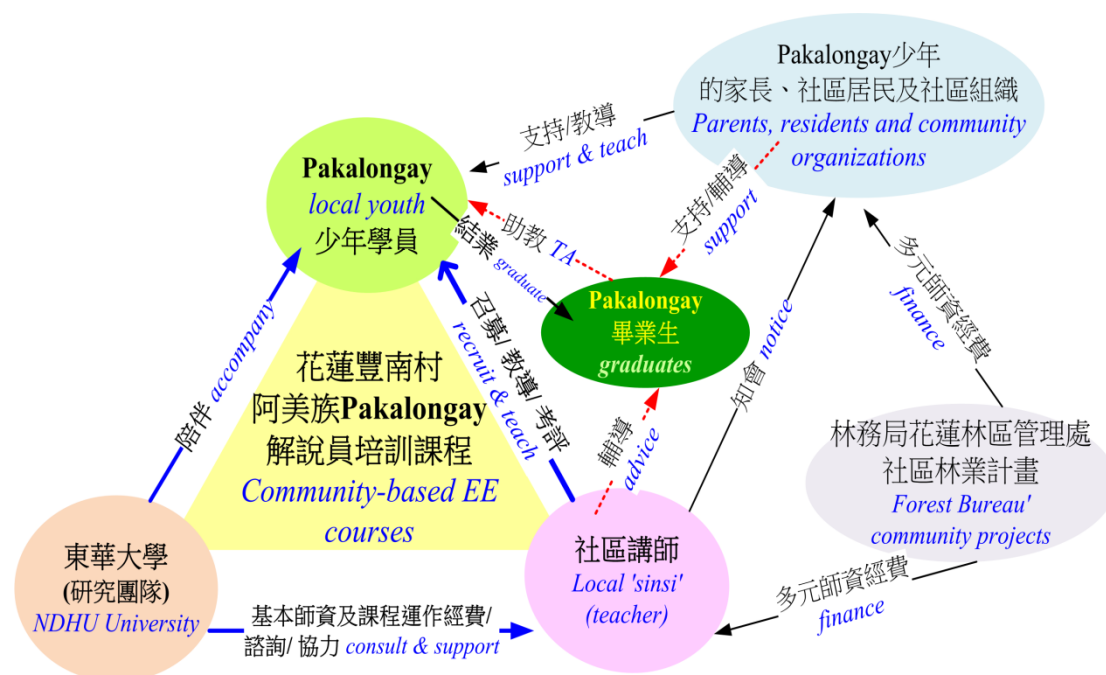 Pakalongay少年
的家長、社區居民及社區組織
Parents, residents and community
organizations
支持/教導
support & teach
Pakalongay
local youth
少年學員
結業 graduate
助教 TA
支持/輔導
support
多元師資經費
finance
Pakalongay
畢業生
graduates
陪伴 accompany
召募/ 教導/ 考評
recruit & teach
知會 notice
花蓮豐南村
阿美族Pakalongay
解說員培訓課程
Community-based EE
courses
輔導
advice
林務局花蓮林區管理處
社區林業計畫
Forest Bureau'
community projects
東華大學
(研究團隊)
NDHU University
社區講師
Local 'sinsi'
(teacher)
多元師資經費
finance
基本師資及課程運作經費/
諮詢/ 協力 consult & support